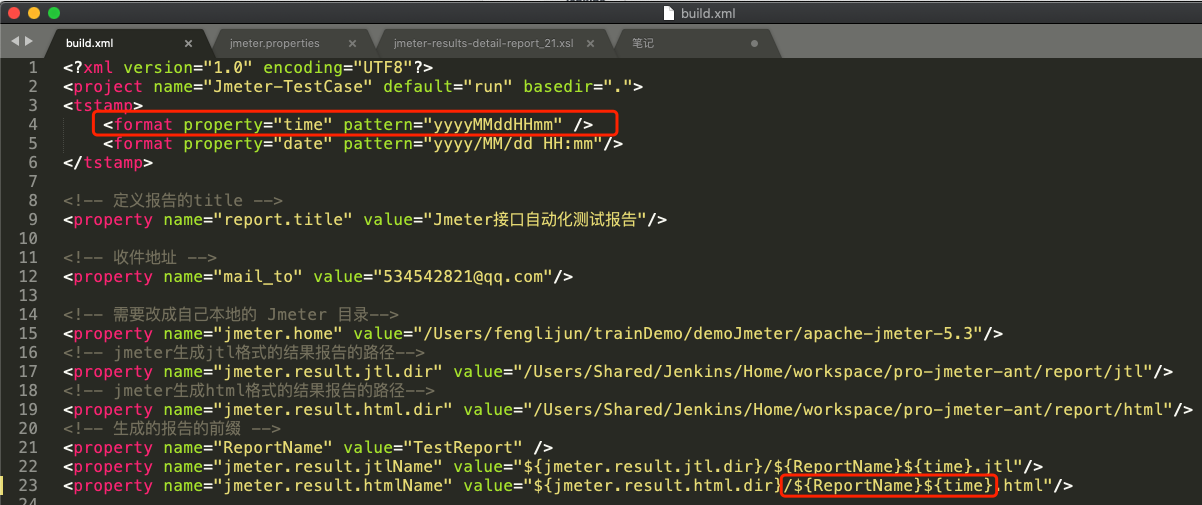 build.xml
build.xml × jmeter.properties × jmeter-results-detail-report_21.xsl × 笔记
1 <?xml version="1.0" encoding="UTF8"?>
2 <project name="Jmeter-TestCase" default="run" basedir=".">
3 <tstamp>
4 <format property="time" pattern="yyyyMMddHHmm" />
5 <format property="date" pattern="yyyy/MM/dd HH:mm"/>
6 </tstamp>
7
8 <!-- 定义报告的title -->
9 <property name="report.title" value="Jmeter接口自动化测试报告"/>
10
11 <!-- 收件地址 -->
12 <property name="mail_to" value="534542821@qq.com"/>
13
14 <!-- 需要改成自己本地的 Jmeter 目录-->
15 <property name="jmeter.home" value="/Users/fenglijun/trainDemo/demoJmeter/apache-jmeter-5.3"/>
16 <!-- jmeter生成jtl格式的结果报告的路径-->
17 <property name="jmeter.result.jtl.dir" value="/Users/Shared/Jenkins/Home/workspace/pro-jmeter-ant/report/jtl"/>
18 <!-- jmeter生成html格式的结果报告的路径-->
19 <property name="jmeter.result.html.dir" value="/Users/Shared/Jenkins/Home/workspace/pro-jmeter-ant/report/html"/>
20 <!-- 生成的报告的前缀 -->
21 <property name="ReportName" value="TestReport" />
22 <property name="jmeter.result.jtlName" value="${jmeter.result.jtl.dir}/${ReportName}${time}.jtl"/>
23 <property name="jmeter.result.htmlName" value="${jmeter.result.html.dir}/${ReportName}${time}.html"/>
24